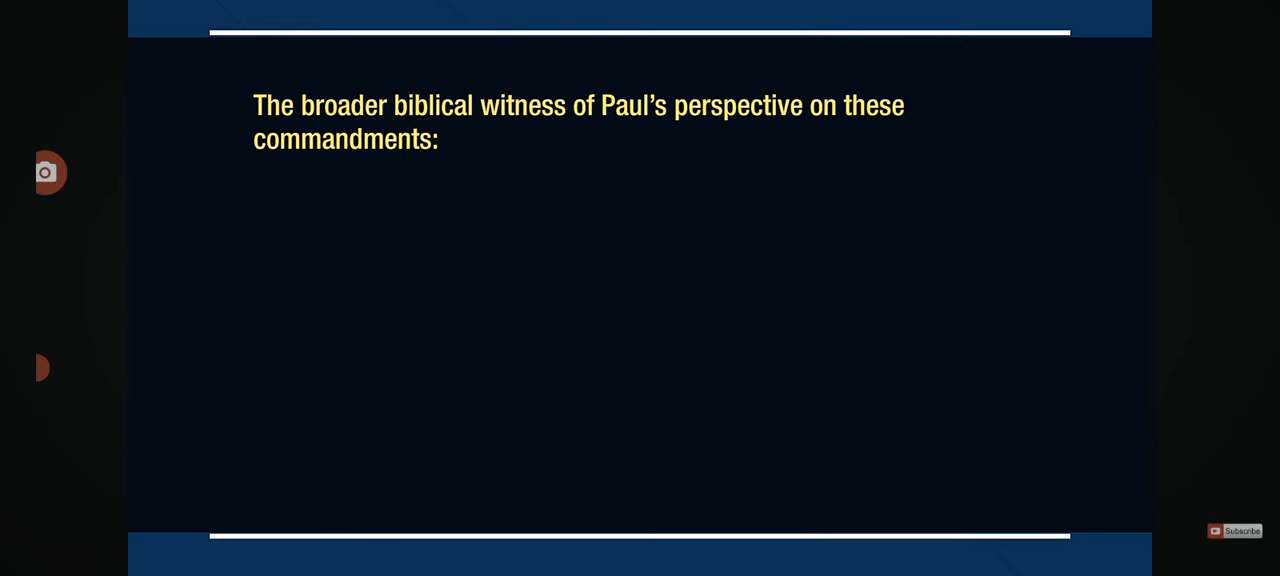 The broader biblical witness of Paul’s perspective on these
commandments:
Subscribe